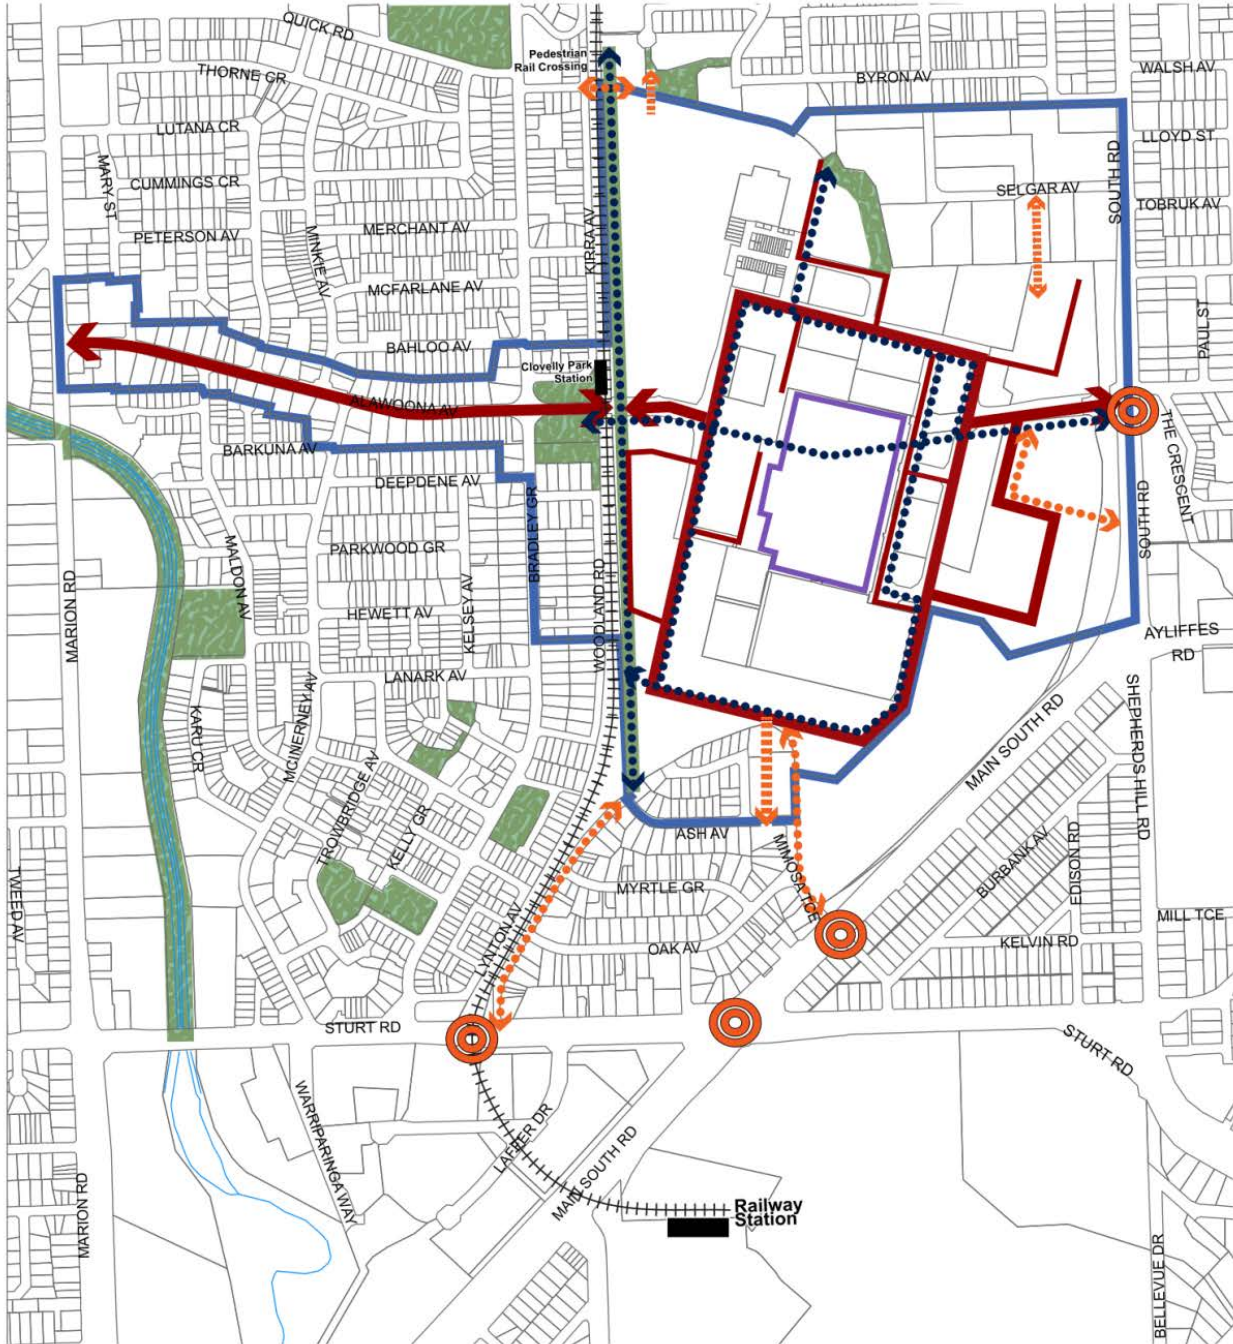 QUICK RD
Pedestrian
Rail Crossing
THORNE CR
BYRON AV
WALSH AV
LUTANA CR
LLOYD ST
MARY ST
CUMMINGS CR
SOUTH RD
SELGAR AV
TOBRUK AV
PETERSON AV
MERCHANT AV
KIRRA AV
MINKIE AV
MCFARLANE AV
PAUL ST
BAHLOO AV
Clovelly Park
Station
ALAWOONA AV
THE CRESCENT
BARKUNA AV
DEEPDENE AV
BRADLEY GR
SOUTH RD
PARKWOOD GR
MALDON AV
MARION RD
HEWETT AV
KELSEY AV
WOODLAND RD
AYLIFFES
RD
LANARK AV
KARU CR
MCINERNEY AV
MAIN SOUTH RD
SHEPHERDS HILL RD
TROWBRIDGE AV
KELLY GR
ASH AV
MIMOSA TCE
BURBANK AV
EDISON RD
TWEED AV
MYRTLE GR
MILL TCE
LYNTON AV
OAK AV
KELVIN RD
STURT RD
STURT RD
WARRIPARINGA WAY
LAFFER DR
MAIN SOUTH RD
MARION RD
Railway
Station
BELLEVUE DR